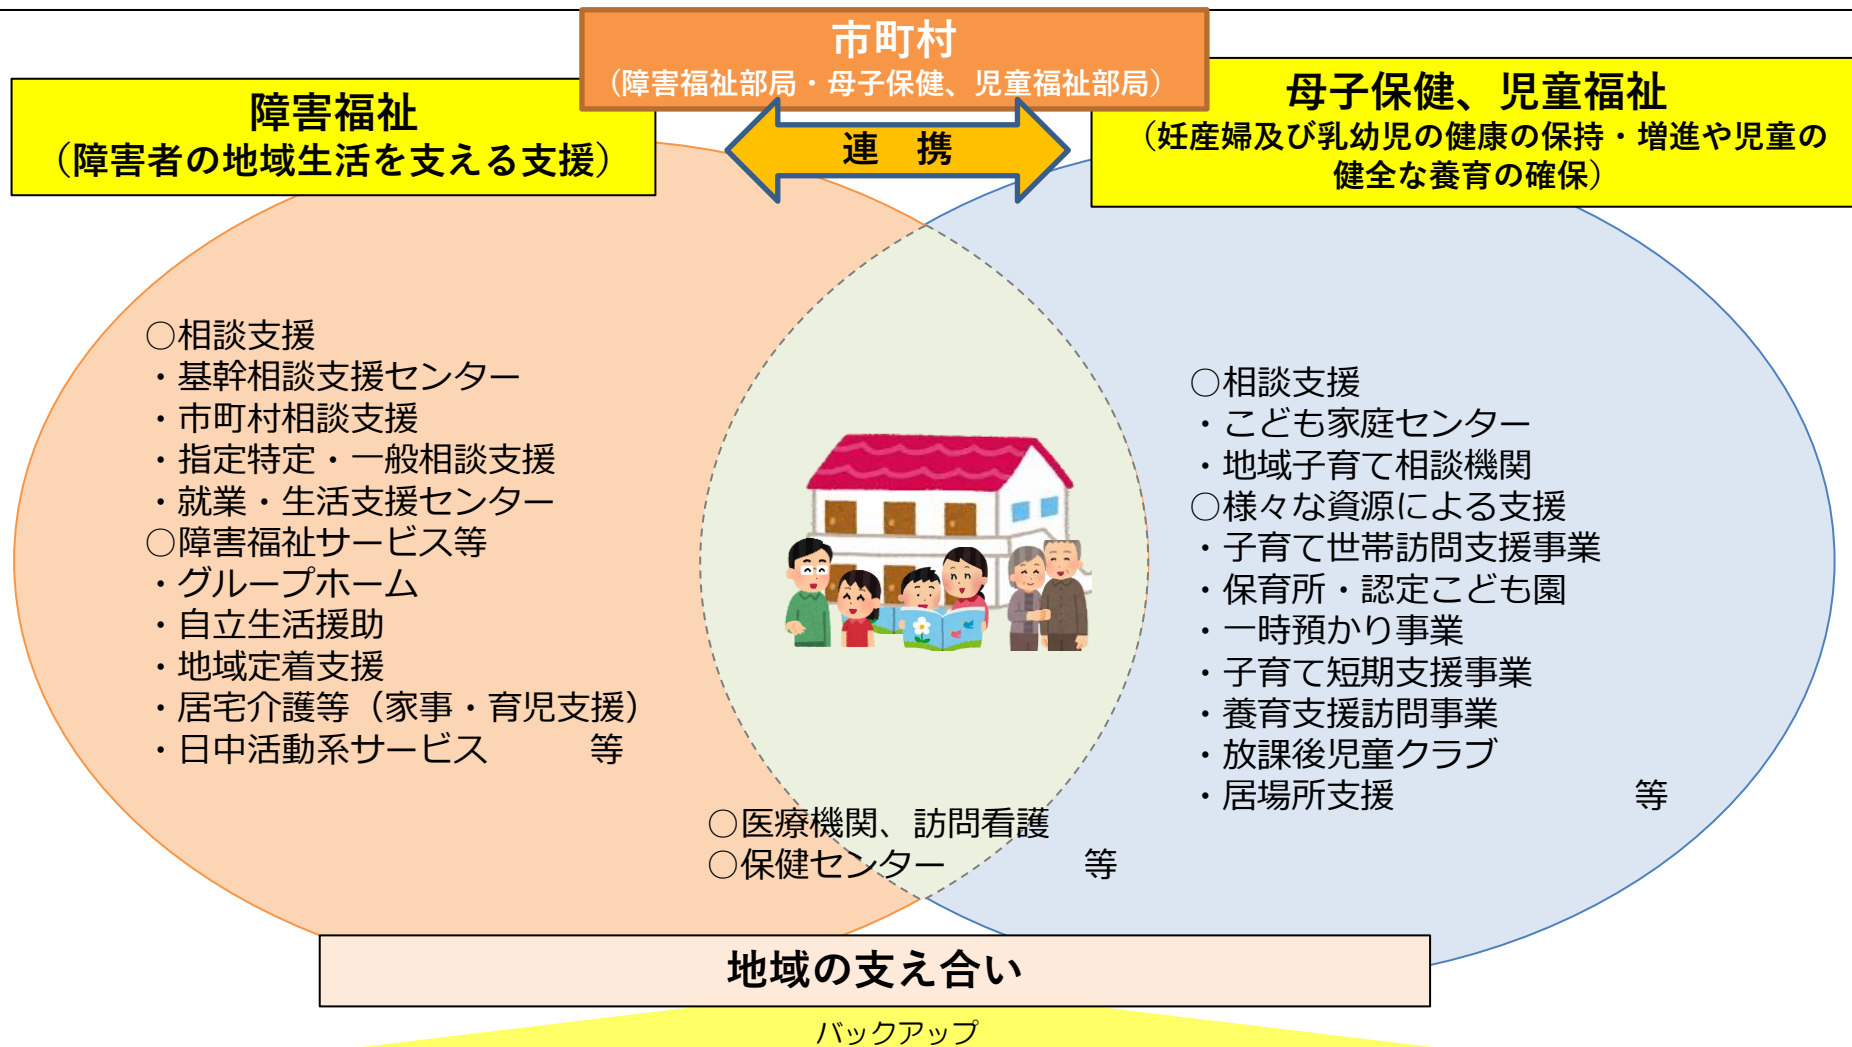 市町村
（障害福祉部局・母子保健、児童福祉部局）
障害福祉
（障害者の地域生活を支える支援）
連　携
母子保健、児童福祉
（妊産婦及び乳幼児の健康の保持・増進や児童の
健全な養育の確保）
○相談支援
・基幹相談支援センター
・市町村相談支援
・指定特定・一般相談支援
・就業・生活支援センター
○障害福祉サービス等
・グループホーム
・自立生活援助
・地域定着支援
・居宅介護等（家事・育児支援）
・日中活動系サービス　　　等
○相談支援
・こども家庭センター
・地域子育て相談機関
○様々な資源による支援
・子育て世帯訪問支援事業
・保育所・認定こども園
・一時預かり事業
・子育て短期支援事業
・養育支援訪問事業
・放課後児童クラブ
・居場所支援　　　　　　　等
○医療機関、訪問看護
○保健センター　　　　等
地域の支え合い
バックアップ